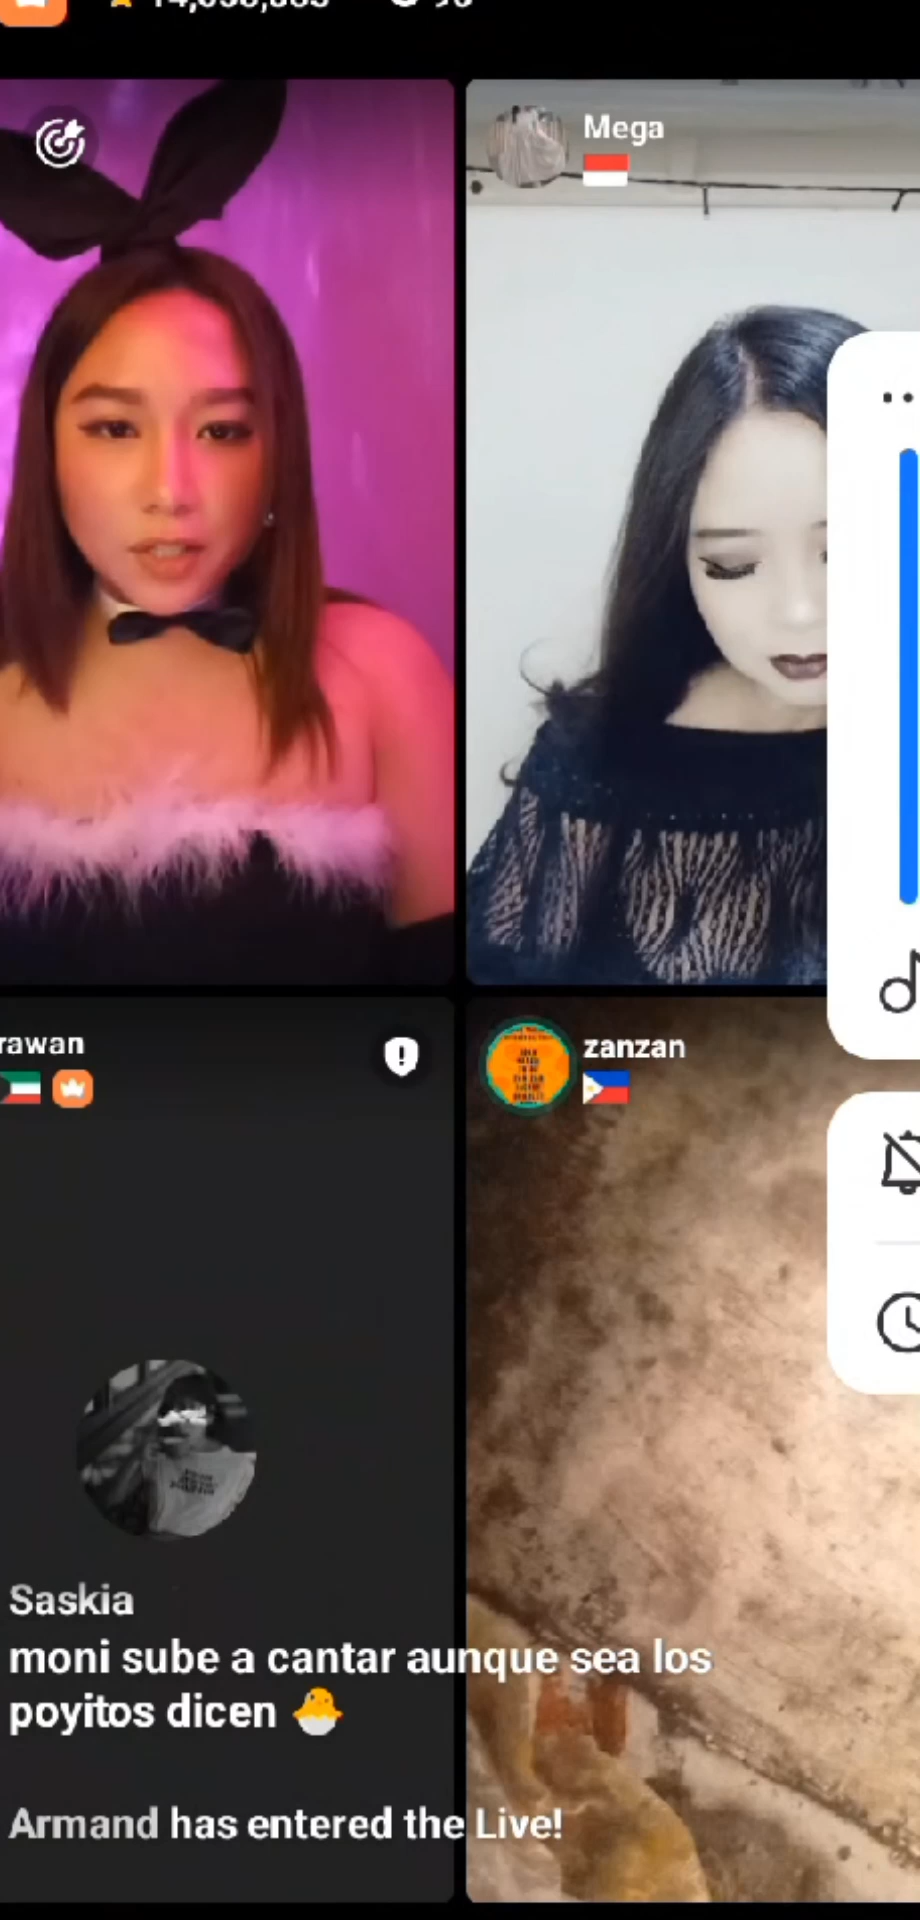 Mega
rawan
zanzan
Saskia
moni sube a cantar aunque sea los
poyitos dicen 🐣
Armand has entered the Live!